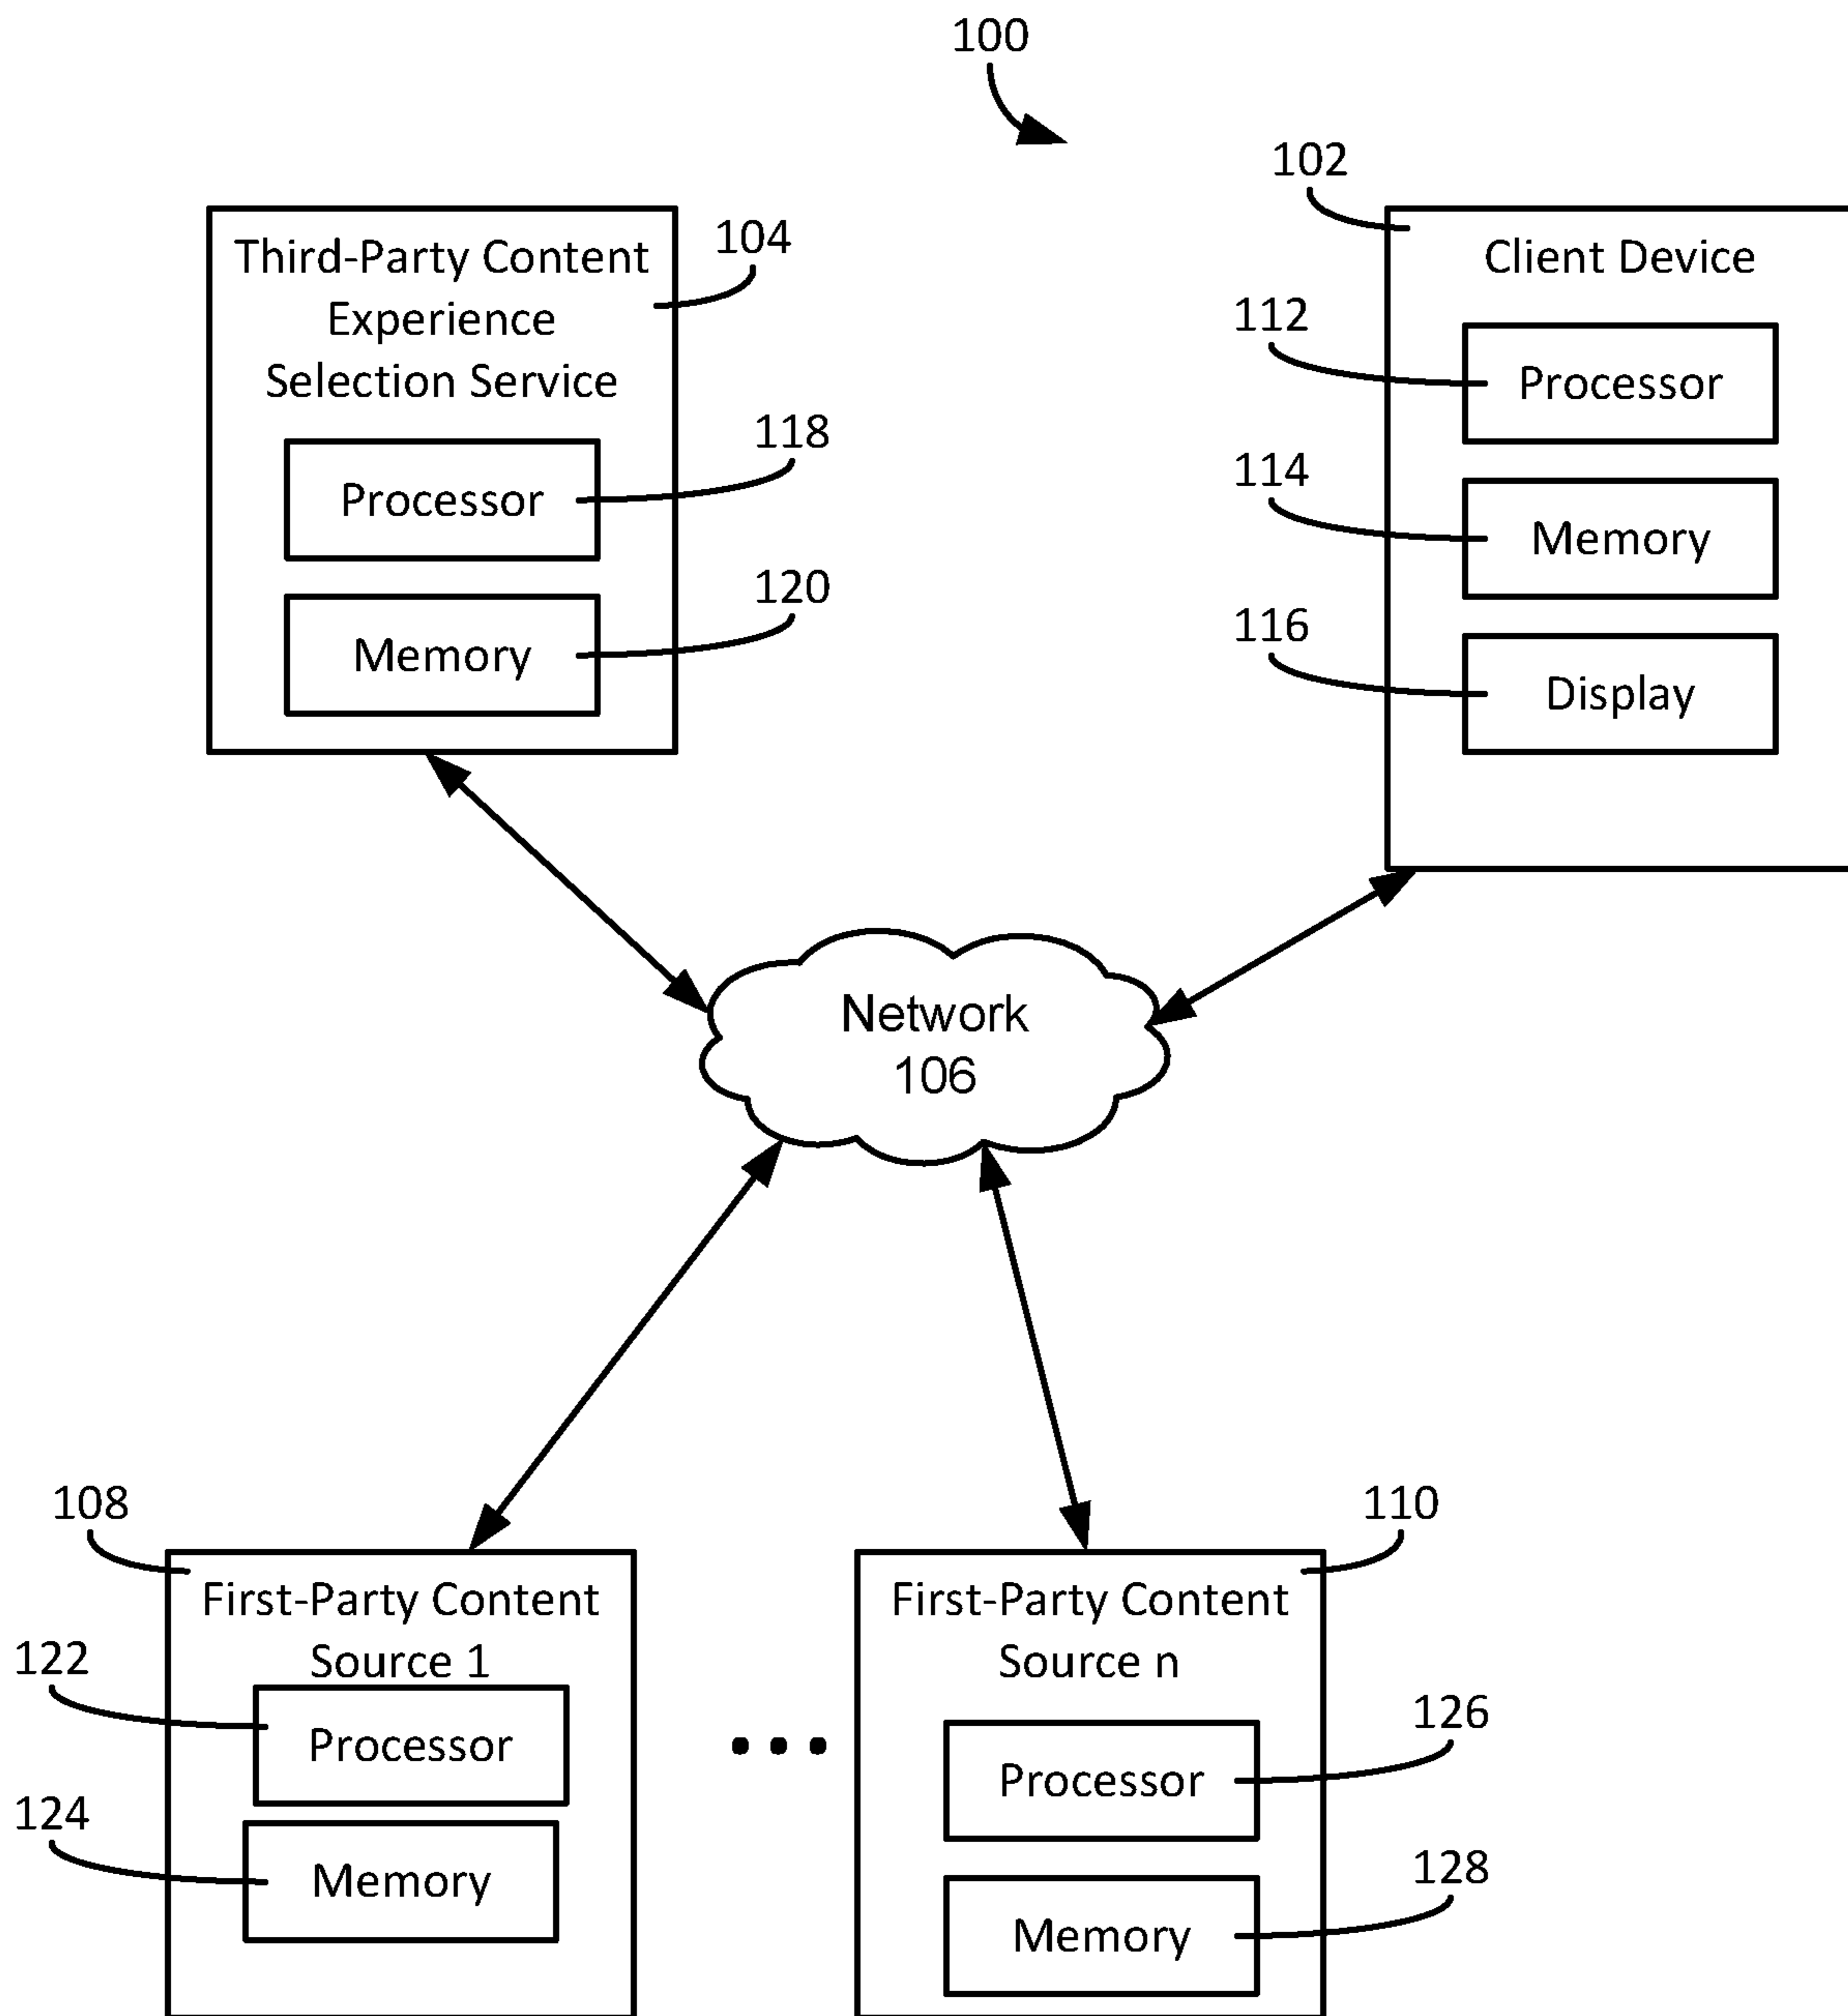 100
102
Third-Party Content
Experience
Selection Service
104
Client Device
112
Processor
118
Processor
114
Memory
120
Memory
116
Display
Network
106
108
First-Party Content
Source 1
110
First-Party Content
Source n
122
Processor
126
Processor
...
124
Memory
128
Memory